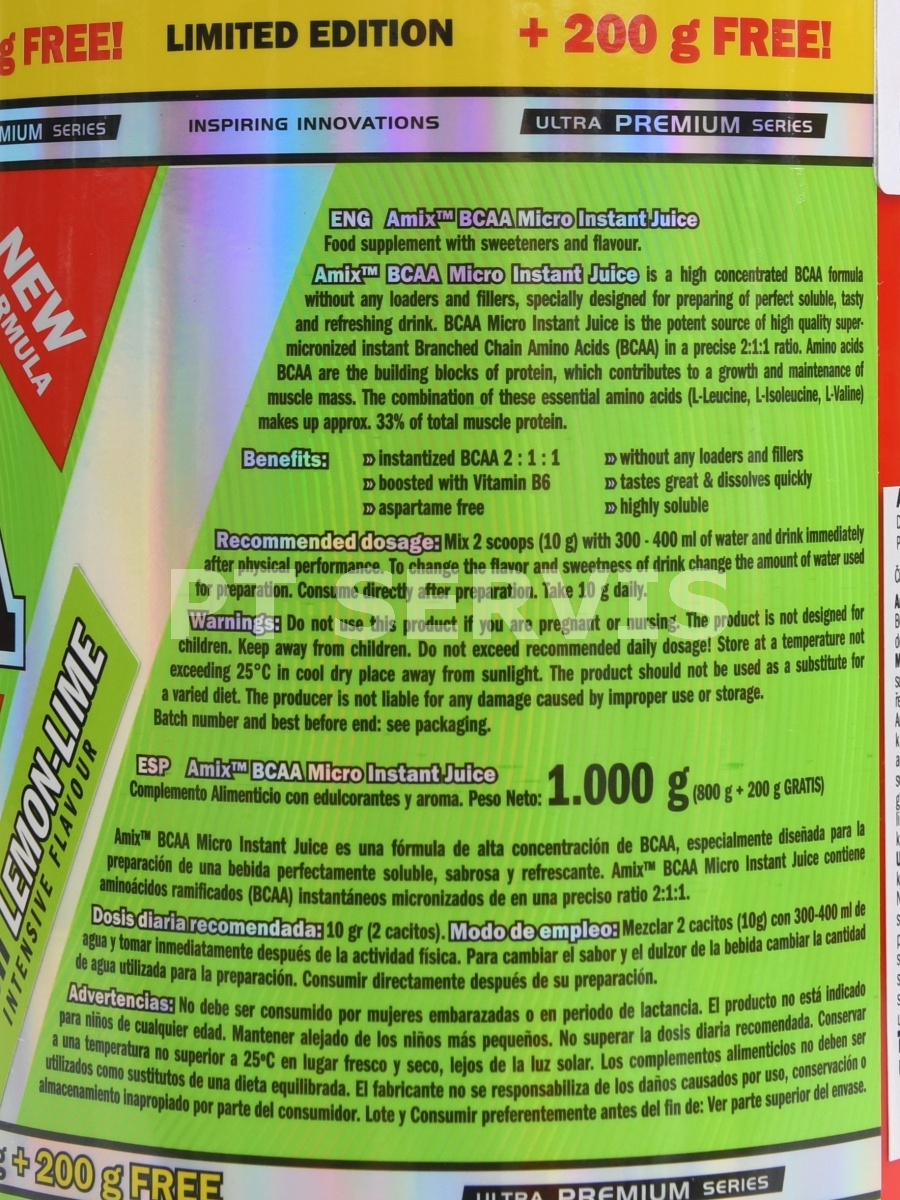 g FREE! LIMITED EDITION + 200 g FREE!
MIUM SERIES INSPIRING INNOVATIONS ULTRA PREMIUM SERIES
NEW
RMULA
ENG Amix™ BCAA Micro Instant Juice
Food supplement with sweeteners and flavour.
Amix™ BCAA Micro Instant Juice is a high concentrated BCAA formula
without any loaders and fillers, specially designed for preparing of perfect soluble, tasty
and refreshing drink. BCAA Micro Instant Juice is the potent source of high quality super-
micronized instant Branched Chain Amino Acids (BCAA) in a precise 2:1:1 ratio. Amino acids
BCAA are the building blocks of protein, which contributes to a growth and maintenance of
muscle mass. The combination of these essential amino acids (L-Leucine, L-Isoleucine, L-Valine)
makes up approx. 33% of total muscle protein.
Benefits: » instantized BCAA 2 : 1 : 1 » without any loaders and fillers
» boosted with Vitamin B6 » tastes great & dissolves quickly
» aspartame free » highly soluble
Recommended dosage: Mix 2 scoops (10 g) with 300 - 400 ml of water and drink immediately
after physical performance. To change the flavor and sweetness of drink change the amount of water used
for preparation. Consume directly after preparation. Take 10 g daily.
PT SERVIS
Warnings: Do not use this product if you are pregnant or nursing. The product is not designed for
children. Keep away from children. Do not exceed recommended daily dosage! Store at a temperature not
exceeding 25°C in cool dry place away from sunlight. The product should not be used as a substitute for
a varied diet. The producer is not liable for any damage caused by improper use or storage.
Batch number and best before end: see packaging.
LEMON-LIME
INTENSIVE FLAVOUR
ESP Amix™ BCAA Micro Instant Juice
Complemento Alimenticio con edulcorantes y aroma. Peso Neto: 1.000 g (800 g + 200 g GRATIS)
Amix™ BCAA Micro Instant Juice es una fórmula de alta concentración de BCAA, especialmente diseñada para la
preparación de una bebida perfectamente soluble, sabrosa y refrescante. Amix™ BCAA Micro Instant Juice contiene
aminoácidos ramificados (BCAA) instantáneos micronizados de en una preciso ratio 2:1:1.
Dosis diaria recomendada: 10 gr (2 cacitos). Modo de empleo: Mezclar 2 cacitos (10g) con 300-400 ml de
agua y tomar inmediatamente después de la actividad física. Para cambiar el sabor y el dulzor de la bebida cambiar la cantidad
de agua utilizada para la preparación. Consumir directamente después de su preparación.
Advertencias: No debe ser consumido por mujeres embarazadas o en periodo de lactancia. El producto no está indicado
para niños de cualquier edad. Mantener alejado de los niños más pequeños. No superar la dosis diaria recomendada. Conservar
a una temperatura no superior a 25ºC en lugar fresco y seco, lejos de la luz solar. Los complementos alimenticios no deben ser
utilizados como sustitutos de una dieta equilibrada. El fabricante no se responsabiliza de los daños causados por uso, conservación o
almacenamiento inapropiado por parte del consumidor. Lote y Consumir preferentemente antes del fin de: Ver parte superior del envase.
g + 200 g FREE
ULTRA PREMIUM SERIES